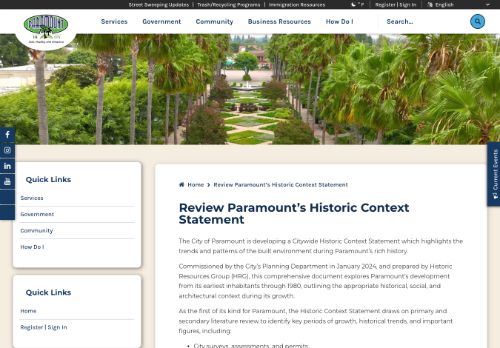 Street Sweeping Updates | Trash/Recycling Programs | Immigration Resources
° F | Register | Sign In | English
PARAMOUNT
Services Government Community Business Resources How Do I Search...
Current Events
Quick Links
Services
Government
Community
How Do I
Quick Links
Home
Register | Sign In
Home > Review Paramount's Historic Context Statement
Review Paramount's Historic Context
Statement
The City of Paramount is developing a Citywide Historic Context Statement which highlights the
trends and patterns of the built environment during Paramount's rich history.
Commissioned by the City's Planning Department in January 2024, and prepared by Historic
Resources Group (HRG), this comprehensive document explores Paramount's development
from its earliest inhabitants through 1980, outlining the appropriate historical, social, and
architectural context during its growth.
As the first of its kind for Paramount, the Historic Context Statement draws on primary and
secondary literature review to identify key periods of growth, historical trends, and important
figures, including:
• City surveys, assessments, and permits